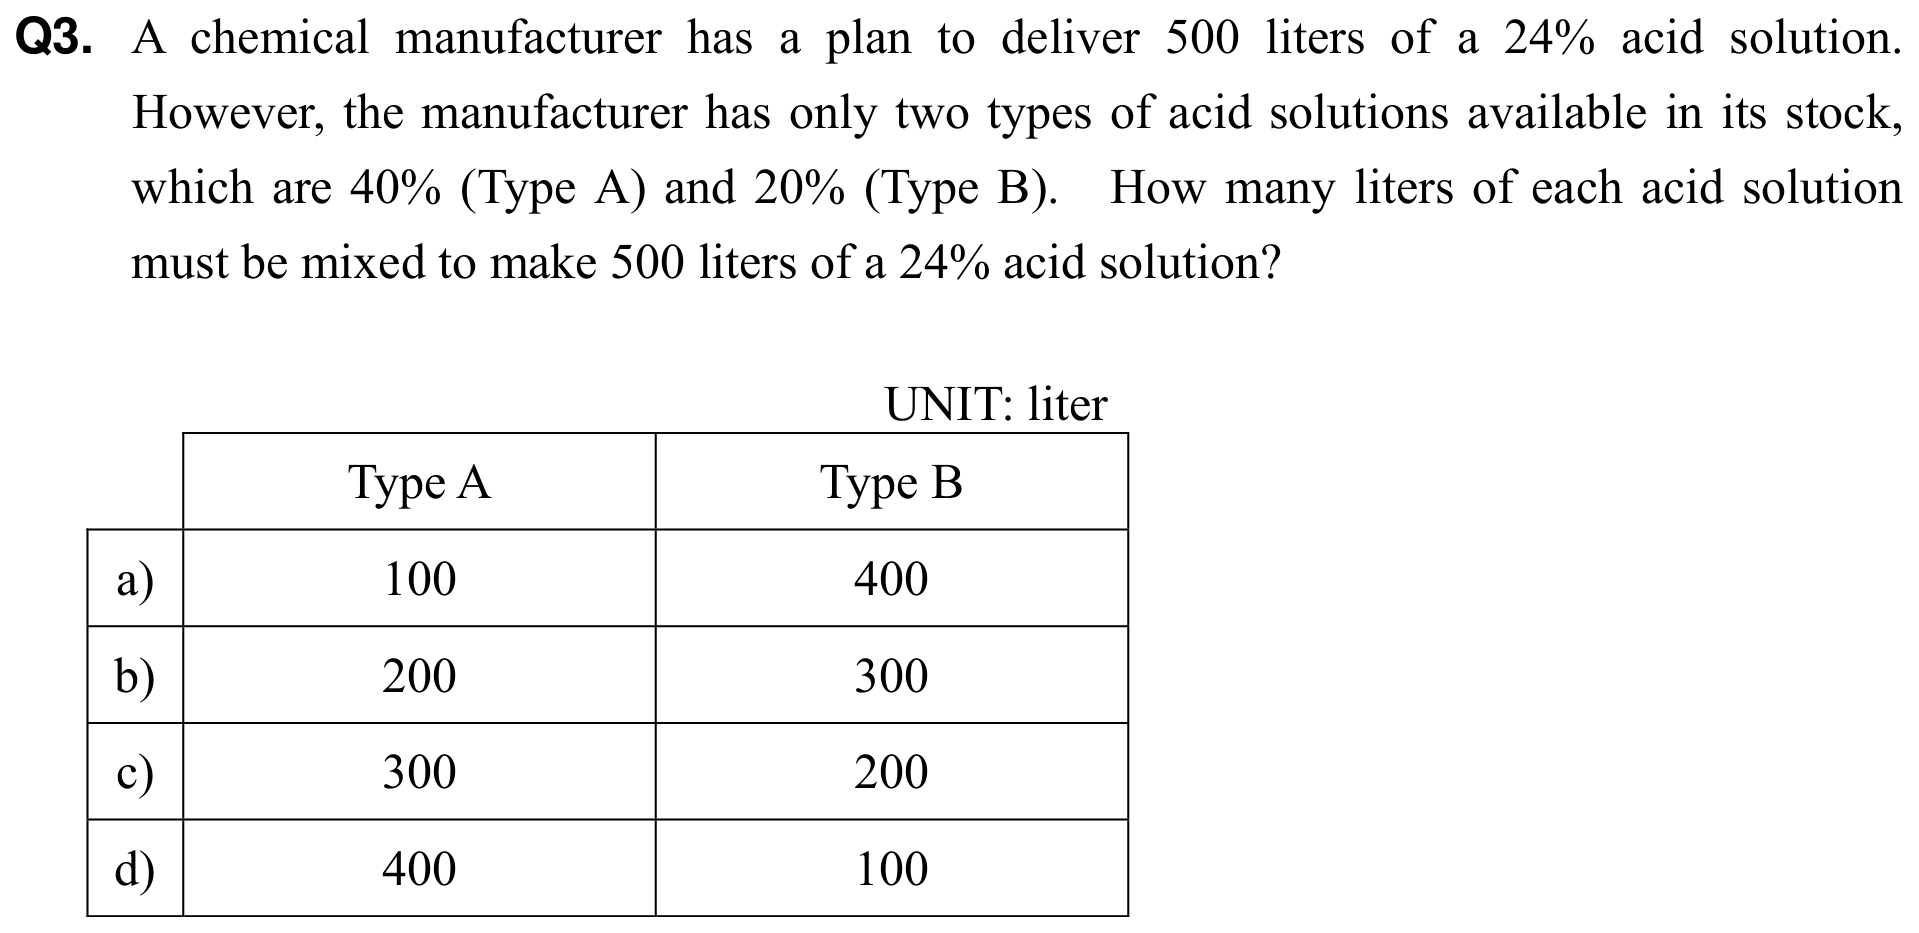 Q3. A chemical manufacturer has a plan to deliver 500 liters of a 24% acid solution.
However, the manufacturer has only two types of acid solutions available in its stock,
which are 40% (Type A) and 20% (Type B). How many liters of each acid solution
must be mixed to make 500 liters of a 24% acid solution?
UNIT: liter
Type A Type B
a) 100 400
b) 200 300
c) 300 200
d) 400 100